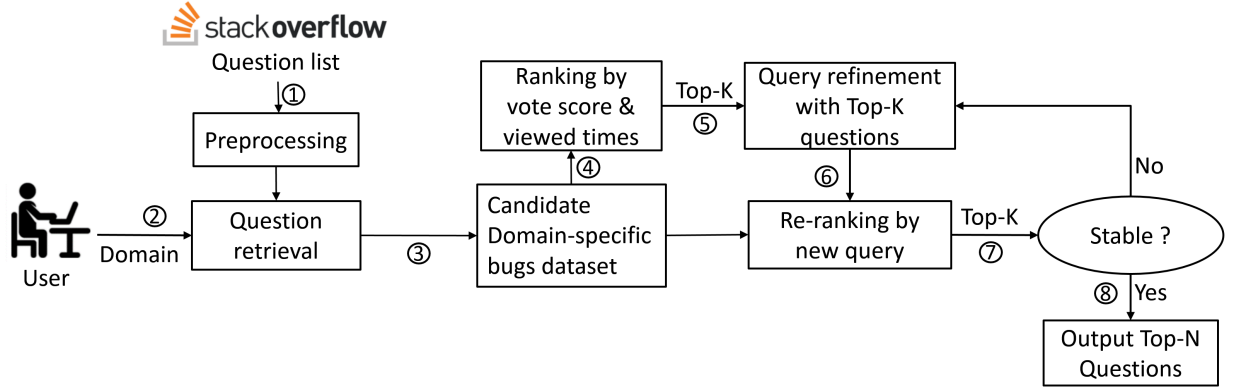 stackoverflow
Question list
①
Preprocessing
User
②
Domain
Question
retrieval
③
Candidate
Domain-specific
bugs dataset
④
Ranking by
vote score &
viewed times
Top-K
⑤
Query refinement
with Top-K
questions
⑥
Re-ranking by
new query
Top-K
⑦
Stable ?
No
⑧
Yes
Output Top-N
Questions